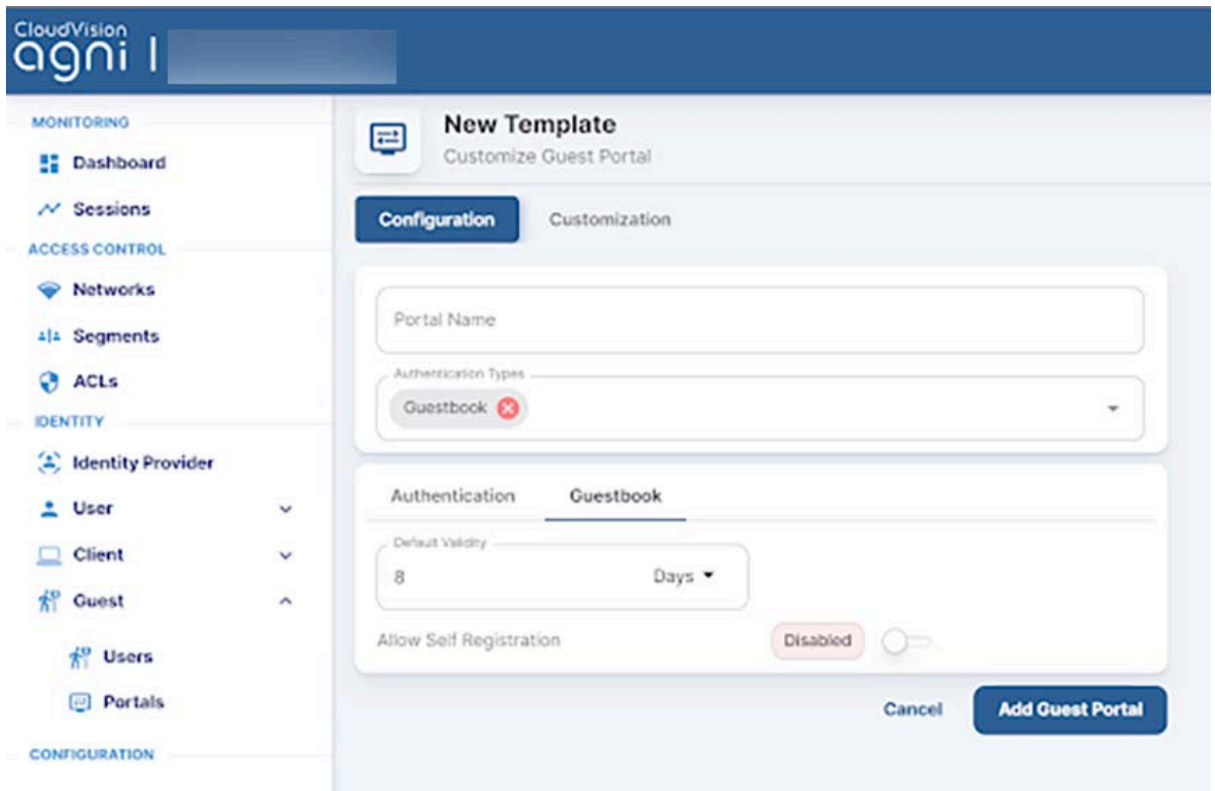 CloudVision
agni |
MONITORING
Dashboard
Sessions
ACCESS CONTROL
Networks
Segments
ACLs
IDENTITY
Identity Provider
User
Client
Guest
Users
Portals
CONFIGURATION
New Template
Customize Guest Portal
Configuration Customization
Portal Name
Authentication Types
Guestbook
Authentication Guestbook
Default Validity
8 Days
Allow Self Registration Disabled
Cancel Add Guest Portal